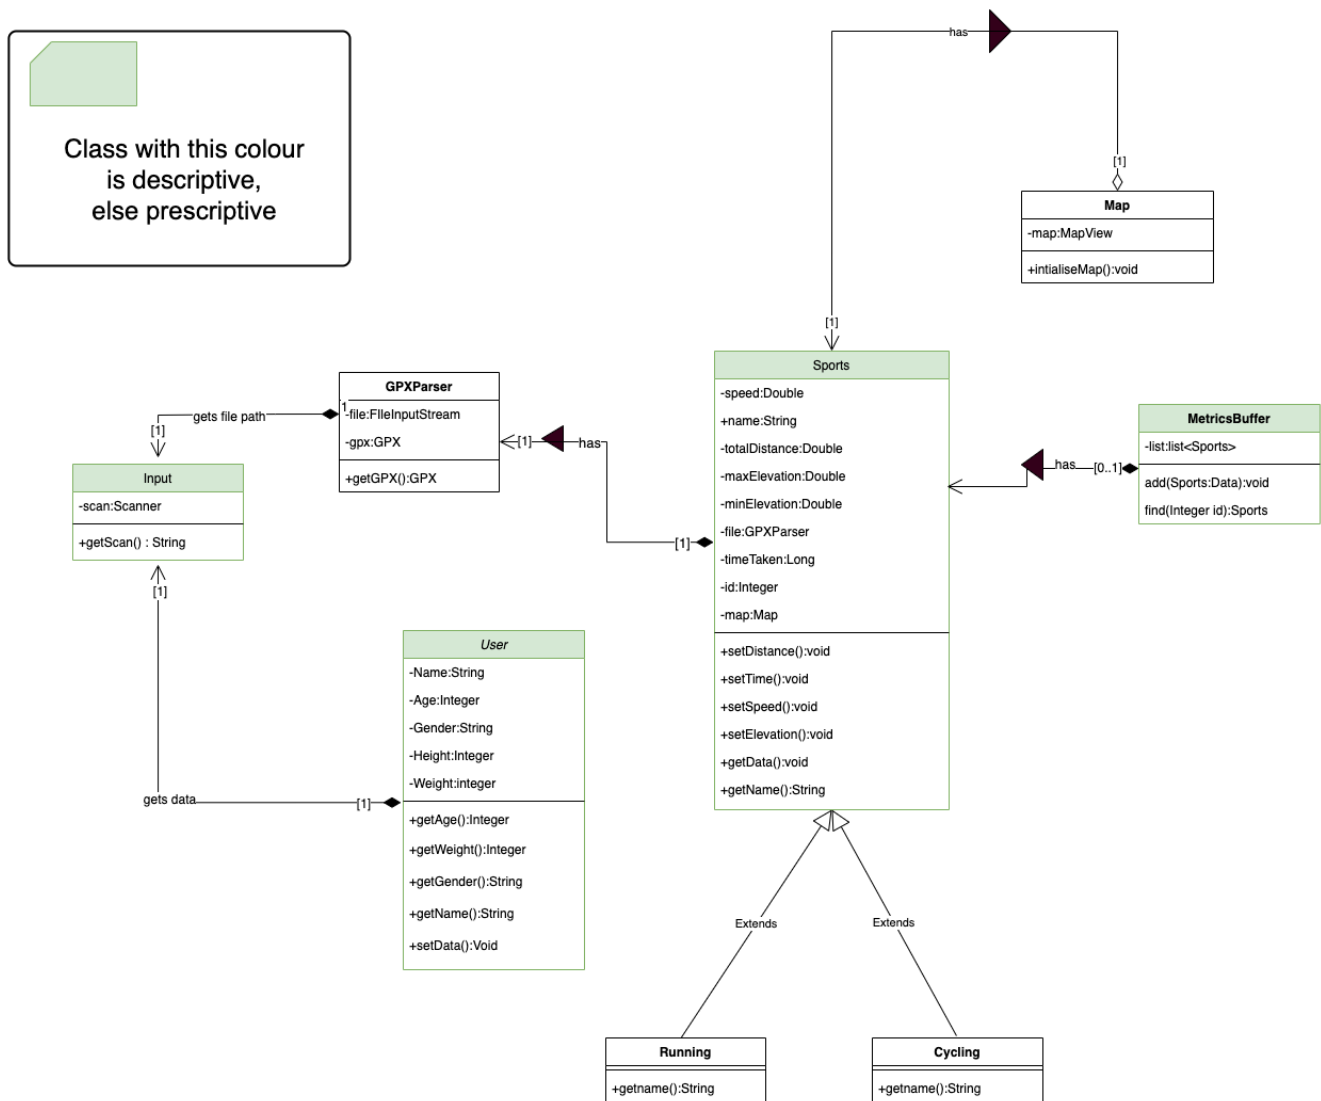 Class with this colour
is descriptive,
else prescriptive
has
[1]
Map
-map:MapView
+intialiseMap():void
[1]
Sports
-speed:Double
+name:String
-totalDistance:Double
-maxElevation:Double
-minElevation:Double
-file:GPXParser
-timeTaken:Long
-id:Integer
-map:Map
+setDistance():void
+setTime():void
+setSpeed():void
+setElevation():void
+getData():void
+getName():String
GPXParser
1
-file:FIleInputStream
-gpx:GPX
+getGPX():GPX
gets file path
[1]
[1]
has
[1]
MetricsBuffer
-list:list<Sports>
add(Sports:Data):void
find(Integer id):Sports
has
[0..1]
Input
-scan:Scanner
+getScan() : String
[1]
gets data
[1]
User
-Name:String
-Age:Integer
-Gender:String
-Height:Integer
-Weight:integer
+getAge():Integer
+getWeight():Integer
+getGender():String
+getName():String
+setData():Void
Extends
Extends
Running
+getname():String
Cycling
+getname():String